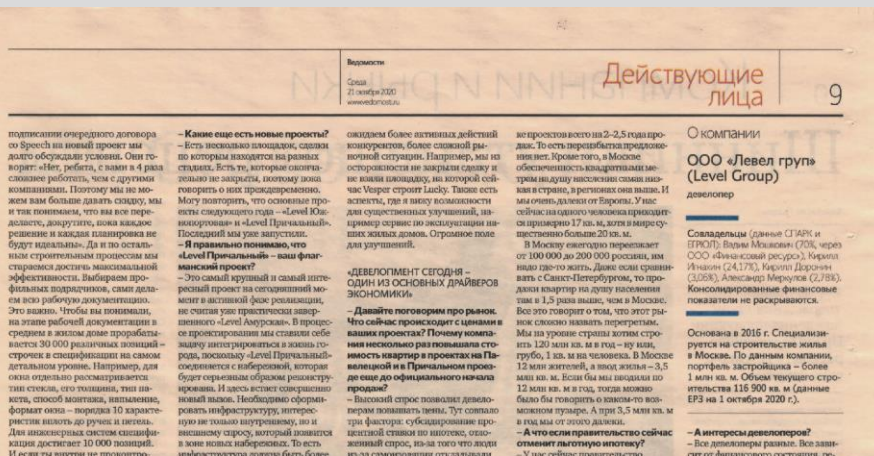 Ведомости
Среда
21 октября 2020
www.vedomost.ru
Действующие
лица
9
подписании очередного договора
со Speech на новый проект мы
долго обсуждали условия. Они го-
ворят: «Нет, ребята, с вами в 4 раза
сложнее работать, чем с другими
компаниями. Поэтому мы не мо-
жем вам больше давать скидку, мы
и так понимаем, что вы все пере-
делаете, докрутите, пока каждое
решение и каждая планировка не
будут идеальны». Да и по осталь-
ным строительным процессам мы
стараемся достичь максимальной
эффективности. Выбираем про-
фильных подрядчиков, сами дела-
ем всю рабочую документацию.
Это важно. Чтобы вы понимали,
на этапе рабочей документации в
среднем в жилом доме прорабаты-
вается 30 000 различных позиций –
строчек в спецификации на самом
детальном уровне. Например, для
окна отдельно рассматривается
тип стекла, его толщина, тип па-
кета, способ монтажа, напыление,
формат окна – порядка 10 характе-
ристик вплоть до ручек и петель.
Для инженерных систем специфи-
кация достигает 10 000 позиций.
И если ты внутри не
– Какие еще есть новые проекты?
– Есть несколько площадок, сделки
по которым находятся на разных
стадиях. Есть те, которые оконча-
тельно не закрыты, поэтому пока
говорить о них преждевременно.
Могу повторить, что основные про-
екты следующего года – «Level Юж-
нопортовая» и «Level Причальный».
Последний мы уже запустили.
– Я правильно понимаю, что
«Level Причальный» – ваш флаг-
манский проект?
– Это самый крупный и самый инте-
ресный проект на сегодняшний мо-
мент в активной фазе реализации,
не считая уже практически завер-
шенного «Level Амурская». В процес-
се проектирования мы ставили себе
задачу интегрироваться в жизнь го-
рода, поскольку «Level Причальный»
соединяется с набережной, которая
будет серьезным образом реконстру-
ирована. И здесь встает совершенно
новый вызов. Необходимо сформи-
ровать инфраструктуру, интерес-
ную не только внутреннему, но и
внешнему спросу, который появится
в зоне новых набережных. То есть
инфраструктура должна быть более
ожидаем более активных действий
конкурентов, более сложной ры-
ночной ситуации. Например, мы из
осторожности не закрыли сделку и
не взяли площадку, на которой сей-
час Vesper строит Lucky. Также есть
аспекты, где я вижу возможности
для существенных улучшений, на-
пример сервис по эксплуатации на-
ших жилых домов. Огромное поле
для улучшений.
«ДЕВЕЛОПМЕНТ СЕГОДНЯ –
ОДИН ИЗ ОСНОВНЫХ ДРАЙВЕРОВ
ЭКОНОМИКИ»
– Давайте поговорим про рынок.
Что сейчас происходит с ценами в
ваших проектах? Почему компа-
ния несколько раз повышала сто-
имость квартир в проектах на Па-
велецкой и в Причальном проез-
де еще до официального начала
продаж?
– Высокий спрос позволил девело-
перам повышать цены. Тут совпало
три фактора: субсидирование про-
центной ставки по ипотеке, отло-
женный спрос, из-за того что люди
из-за самоизоляции откладывали
же проектов всего на 2–2,5 года про-
даж. То есть переизбытка предложе-
ния нет. Кроме того, в Москве
обеспеченность квадратными ме-
трами на душу населения самая низ-
кая в стране, в регионах она выше. И
мы очень далеки от Европы. У нас
сейчас на одного человека приходит-
ся примерно 17 кв. м, хотя в мире су-
щественно больше 20 кв. м.
В Москву ежегодно переезжает
от 100 000 до 200 000 россиян, им
надо где-то жить. Даже если сравни-
вать с Санкт-Петербургом, то про-
дажи квартир на душу населения
там в 1,5 раза выше, чем в Москве.
Все это говорит о том, что этот ры-
нок сложно назвать перегретым.
Мы на уровне страны хотим стро-
ить 120 млн кв. м в год – ну или,
грубо, 1 кв. м на человека. В Москве
12 млн жителей, а ввод жилья – 3,5
млн кв. м. Если бы мы вводили по
12 млн кв. м в год, тогда можно
было бы говорить о каком-то воз-
можном пузыре. А при 3,5 млн кв. м
в год мы от этого далеки.
– А что если правительство сейчас
отменит льготную ипотеку?
– У нас сейчас правительство
О компании
ООО «Левел груп»
(Level Group)
девелопер
Совладельцы (данные СПАРК и
ЕГРЮЛ): Вадим Мошкович (70%, через
ООО «Финансовый ресурс»), Кирилл
Игнахин (24,17%), Кирилл Доронин
(3,05%), Александр Меркулов (2,78%).
Консолидированные финансовые
показатели не раскрываются.
Основана в 2016 г. Специализи-
руется на строительстве жилья
в Москве. По данным компании,
портфель застройщика – более
1 млн кв. м. Объем текущего стро-
ительства 116 900 кв. м (данные
ЕРЗ на 1 октября 2020 г.).
– А интересы девелоперов?
– Все девелоперы разные. Все зави-
сит от финансового состояния,